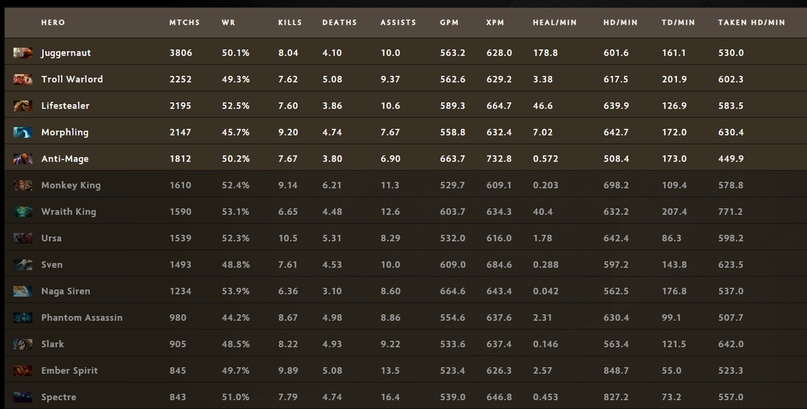 HERO MTCHS WR KILLS DEATHS ASSISTS GPM XPM HEAL/MIN HD/MIN TD/MIN TAKEN HD/MIN
Juggernaut 3806 50.1% 8.04 4.10 10.0 563.2 628.0 178.8 601.6 161.1 530.0
Troll Warlord 2252 49.3% 7.62 5.08 9.37 562.6 629.2 3.38 617.5 201.9 602.3
Lifestealer 2195 52.5% 7.60 3.86 10.6 589.3 664.7 46.6 639.9 126.9 583.5
Morphling 2147 45.7% 9.20 4.74 7.67 558.8 632.4 7.02 642.7 172.0 630.4
Anti-Mage 1812 50.2% 7.67 3.80 6.90 663.7 732.8 0.572 508.4 173.0 449.9
Monkey King 1610 52.4% 9.14 6.21 11.3 529.7 609.1 0.203 698.2 109.4 578.8
Wraith King 1590 53.1% 6.65 4.48 12.6 603.7 634.3 40.4 632.2 207.4 771.2
Ursa 1539 52.3% 10.5 5.31 8.29 532.0 616.0 1.78 642.4 86.3 598.2
Sven 1493 48.8% 7.61 4.53 10.0 609.0 684.6 0.288 597.2 143.8 623.5
Naga Siren 1234 53.9% 6.36 3.10 8.60 664.6 643.4 0.042 562.5 176.8 537.0
Phantom Assassin 980 44.2% 8.67 4.98 8.86 554.6 637.6 2.31 630.4 99.1 507.7
Slark 905 48.5% 8.22 4.93 9.22 533.6 637.4 0.146 563.4 121.5 642.0
Ember Spirit 845 49.7% 9.89 5.08 13.5 523.4 626.3 2.57 848.7 55.0 523.3
Spectre 843 51.0% 7.79 4.74 16.4 539.0 646.8 0.453 827.2 73.2 557.0